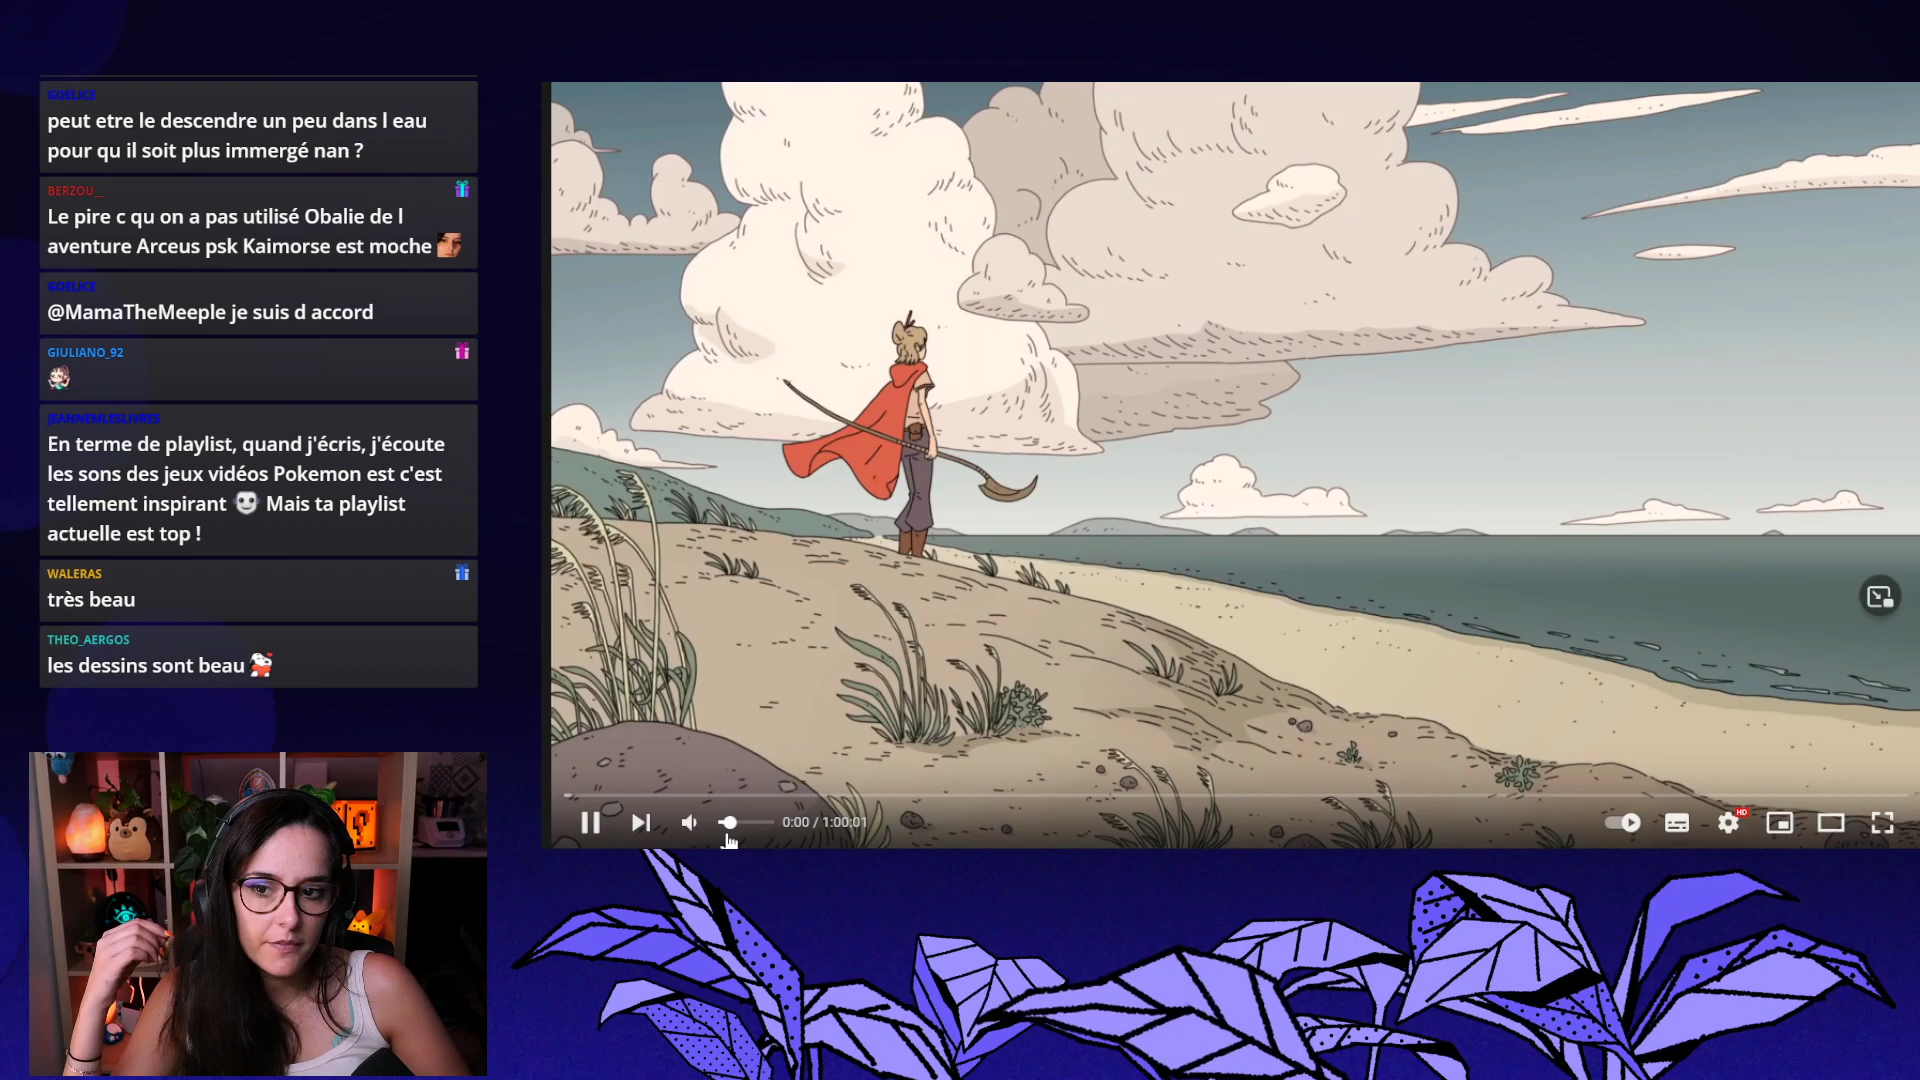 GOELICE
peut etre le descendre un peu dans l eau
pour qu il soit plus immergé nan ?
BERZOU__
Le pire c qu on a pas utilisé Obalie de l
aventure Arceus psk Kaimorse est moche
GOELICE
@MamaTheMeeple je suis d accord
GIULIANO_92
JEANNEMLESLIVRES
En terme de playlist, quand j'écris, j'écoute
les sons des jeux vidéos Pokemon est c'est
tellement inspirant Mais ta playlist
actuelle est top !
WALERAS
très beau
THEO_AERGOS
les dessins sont beau
0:00 / 1:00:01
HD